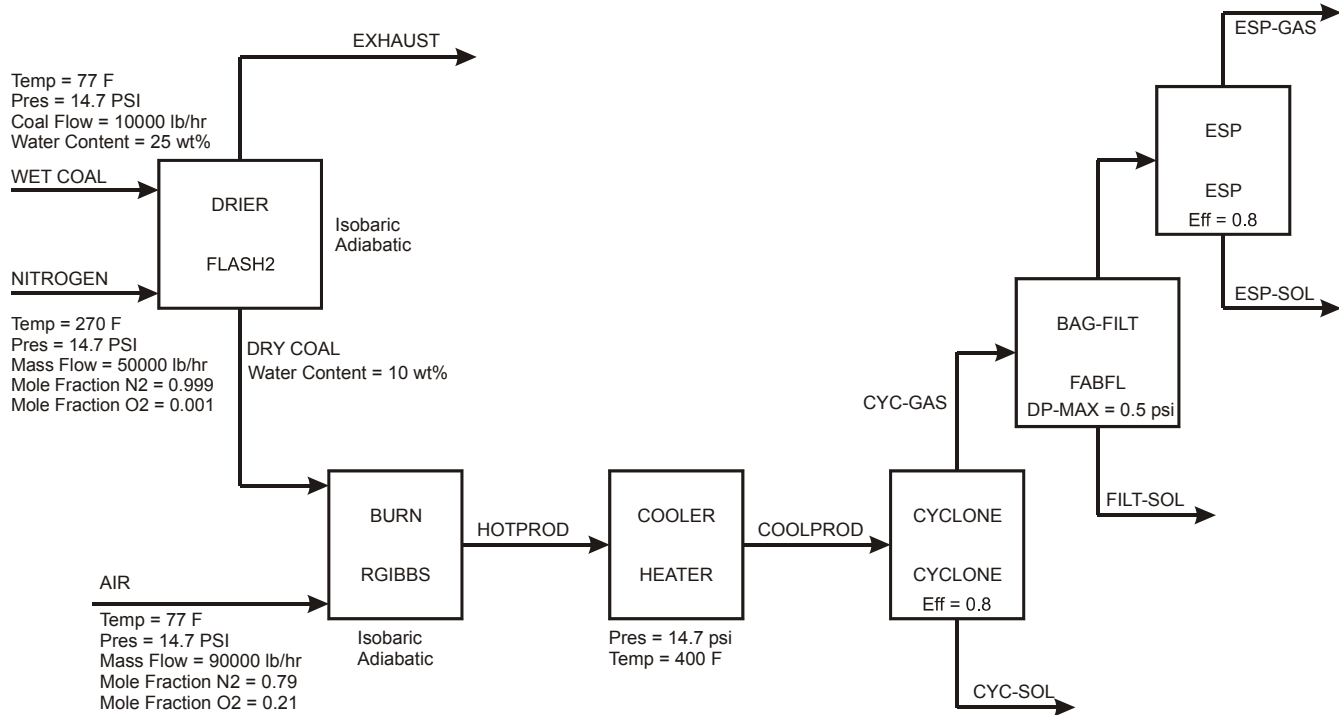 EXHAUST
Temp = 77 F
Pres = 14.7 PSI
Coal Flow = 10000 lb/hr
Water Content = 25 wt%
WET COAL
DRIER
FLASH2
Isobaric
Adiabatic
NITROGEN
Temp = 270 F
Pres = 14.7 PSI
Mass Flow = 50000 lb/hr
Mole Fraction N2 = 0.999
Mole Fraction O2 = 0.001
DRY COAL
Water Content = 10 wt%
AIR
Temp = 77 F
Pres = 14.7 PSI
Mass Flow = 90000 lb/hr
Mole Fraction N2 = 0.79
Mole Fraction O2 = 0.21
BURN
RGIBBS
Isobaric
Adiabatic
HOTPROD
COOLER
HEATER
Pres = 14.7 psi
Temp = 400 F
COOLPROD
CYCLONE
CYCLONE
Eff = 0.8
CYC-SOL
CYC-GAS
BAG-FILT
FABFL
DP-MAX = 0.5 psi
FILT-SOL
ESP
ESP
Eff = 0.8
ESP-GAS
ESP-SOL